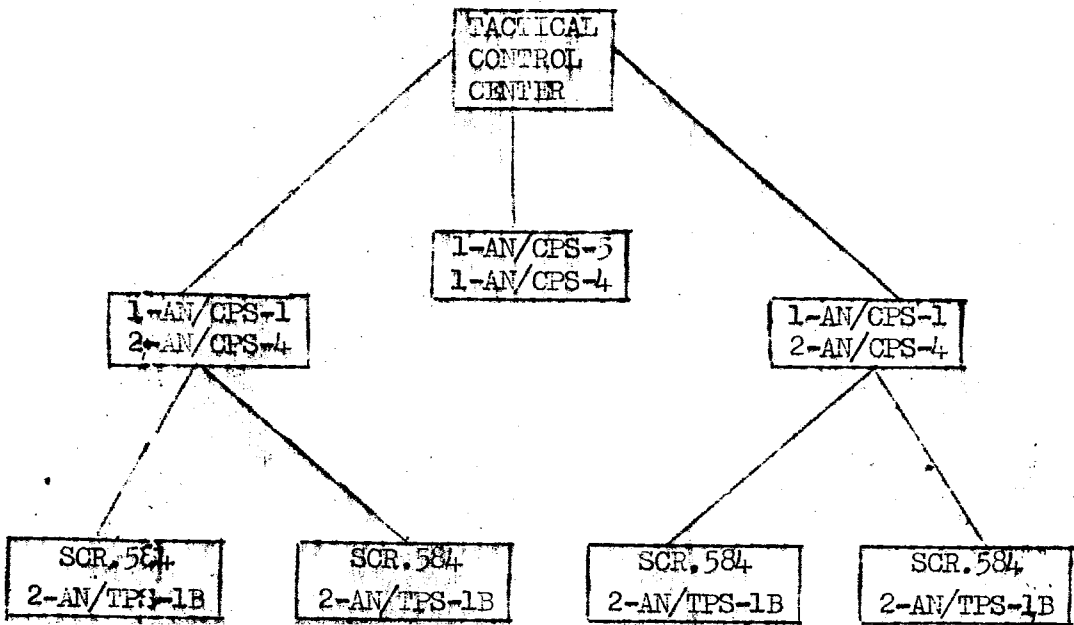 TACTICAL
CONTROL
CENTER
1-AN/CPS-5
1-AN/CPS-4
1-AN/CPS-1
2-AN/CPS-4
1-AN/CPS-1
2-AN/CPS-4
SCR.584
2-AN/TPS-1B
SCR.584
2-AN/TPS-1B
SCR.584
2-AN/TPS-1B
SCR.584
2-AN/TPS-1B